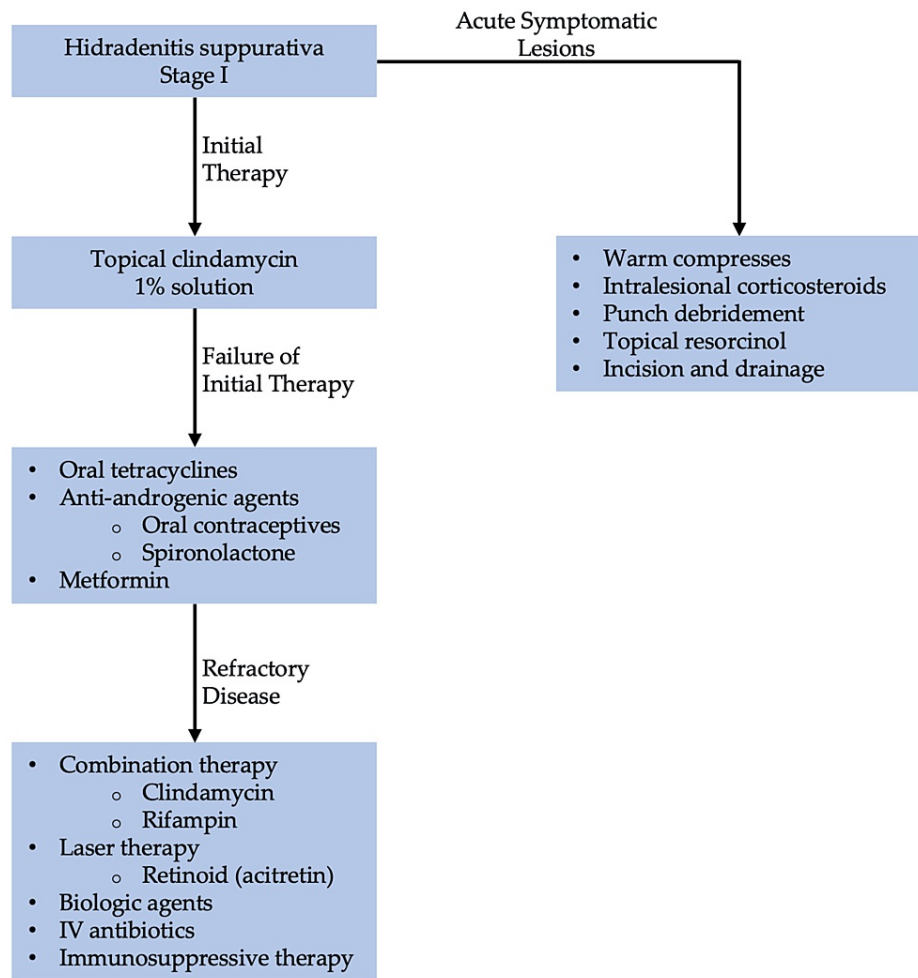 Hidradenitis suppurativa
Stage I
Acute Symptomatic
Lesions
Initial
Therapy
Topical clindamycin
1% solution
• Warm compresses
• Intralesional corticosteroids
• Punch debridement
• Topical resorcinol
• Incision and drainage
Failure of
Initial Therapy
• Oral tetracyclines
• Anti-androgenic agents
o Oral contraceptives
o Spironolactone
• Metformin
Refractory
Disease
• Combination therapy
o Clindamycin
o Rifampin
• Laser therapy
o Retinoid (acitretin)
• Biologic agents
• IV antibiotics
• Immunosuppressive therapy